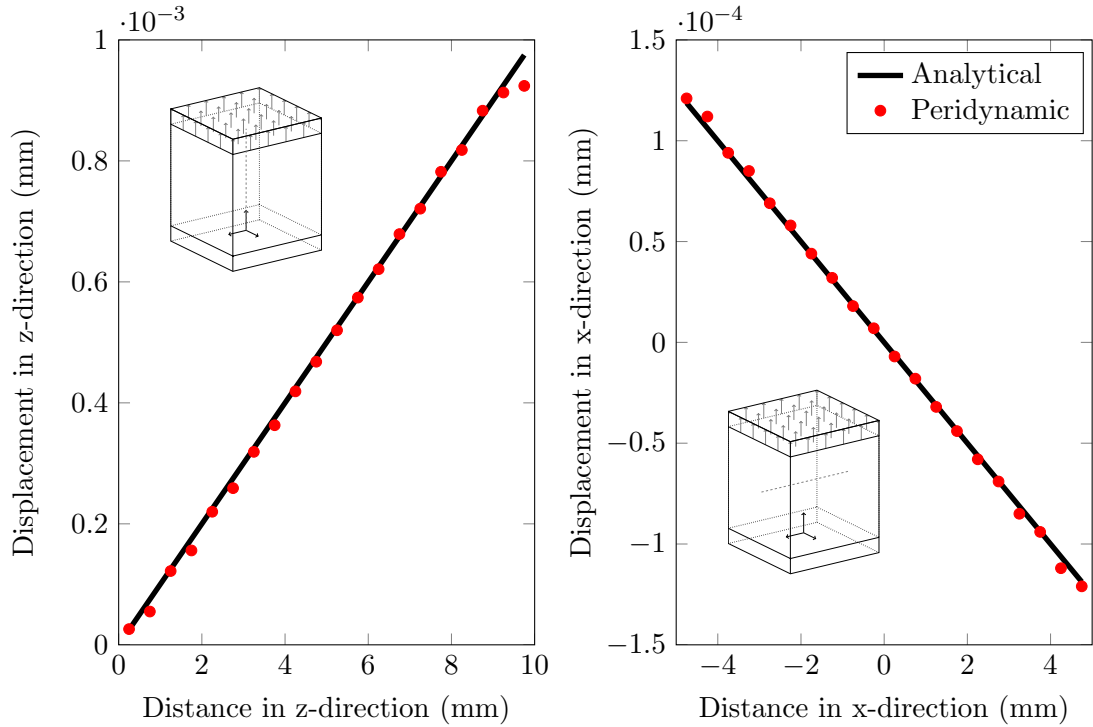 ·10⁻³
1
0.8
0.6
0.4
0.2
0
0 2 4 6 8 10
Distance in z-direction (mm)
Displacement in z-direction (mm)
·10⁻⁴
1.5
1
0.5
0
−0.5
−1
−1.5
−4 −2 0 2 4
Distance in x-direction (mm)
Displacement in x-direction (mm)
Analytical
Peridynamic